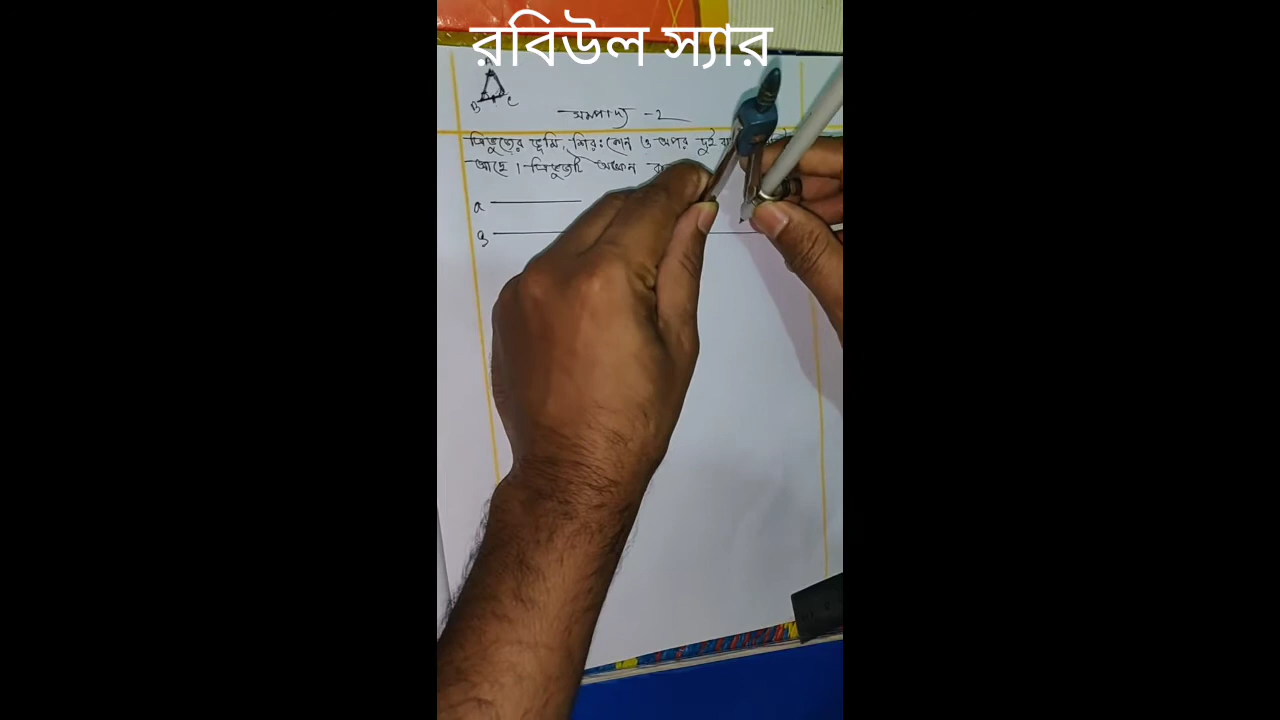 রবিউল স্যার
A
B C
সম্পাদ্য - ২
ত্রিভুজের ভূমি, শির:কোন ও অপর দুই
আছে । ত্রিভুজটি অঙ্কন
a